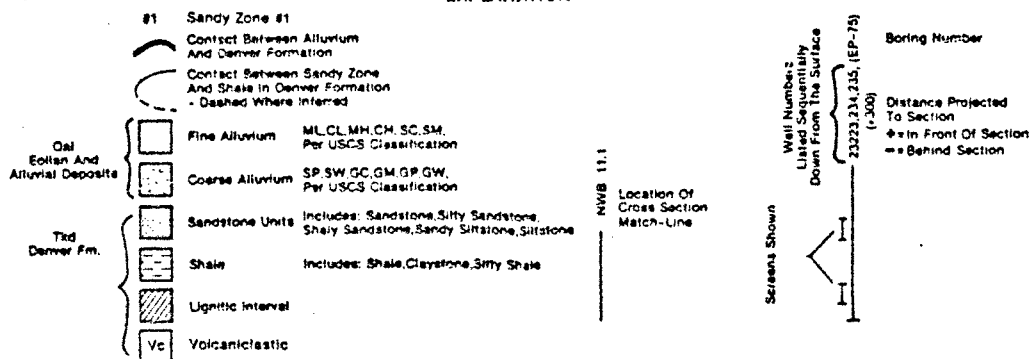 #1 Sandy Zone #1
Contact Between Alluvium
And Denver Formation
Contact Between Sandy Zone
And Shale In Denver Formation
- Dashed Where Inferred
Qal
Eolian And
Alluvial Deposits
Fine Alluvium ML,CL,MH,CH,SC,SM,
Per USCS Classification
Coarse Alluvium SP,SW,GC,GM,GP,GW,
Per USCS Classification
Tkd
Denver Fm.
Sandstone Units Includes: Sandstone,Silty Sandstone,
Shaly Sandstone,Sandy Siltstone,Siltstone
Shale Includes: Shale,Claystone,Silty Shale
Lignitic Interval
Vc Volcaniclastic
NWB 11.1
Location Of
Cross Section
Match-Line
Well Numbers
Listed Sequentially
Down From The Surface
23223,234,235, (EP-75)
(+300)
Boring Number
Distance Projected
To Section
+=In Front Of Section
-=Behind Section
Screens Shown